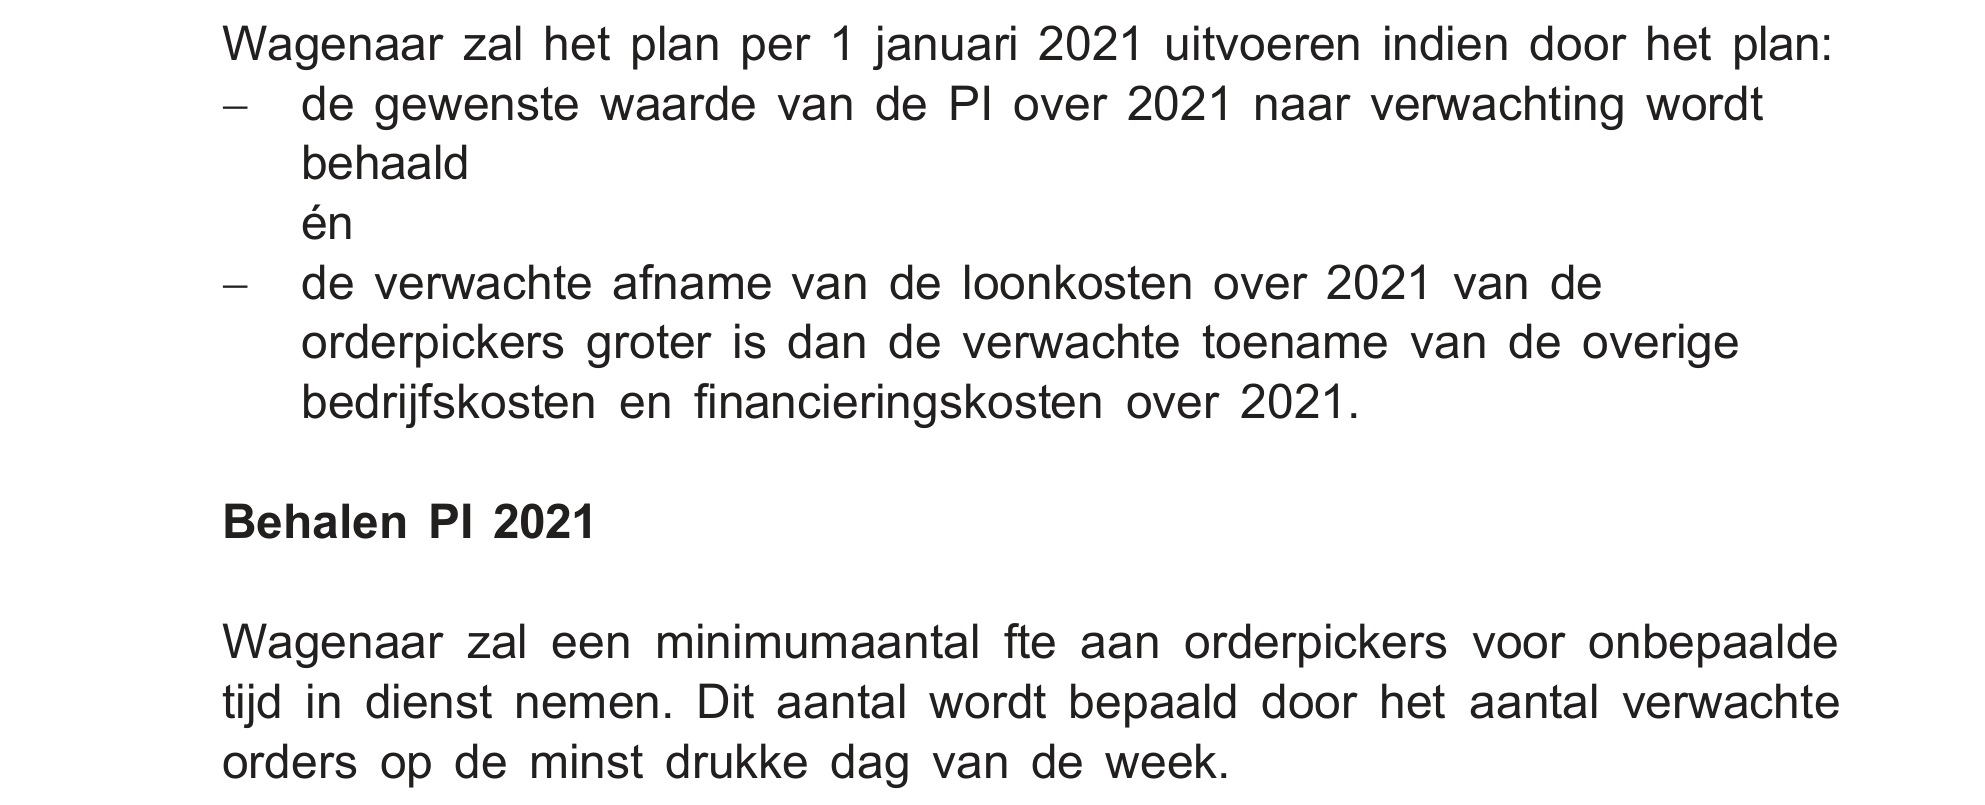 Wagenaar zal het plan per 1 januari 2021 uitvoeren indien door het plan:
– de gewenste waarde van de PI over 2021 naar verwachting wordt
behaald
én
– de verwachte afname van de loonkosten over 2021 van de
orderpickers groter is dan de verwachte toename van de overige
bedrijfskosten en financieringskosten over 2021.
Behalen PI 2021
Wagenaar zal een minimumaantal fte aan orderpickers voor onbepaalde
tijd in dienst nemen. Dit aantal wordt bepaald door het aantal verwachte
orders op de minst drukke dag van de week.